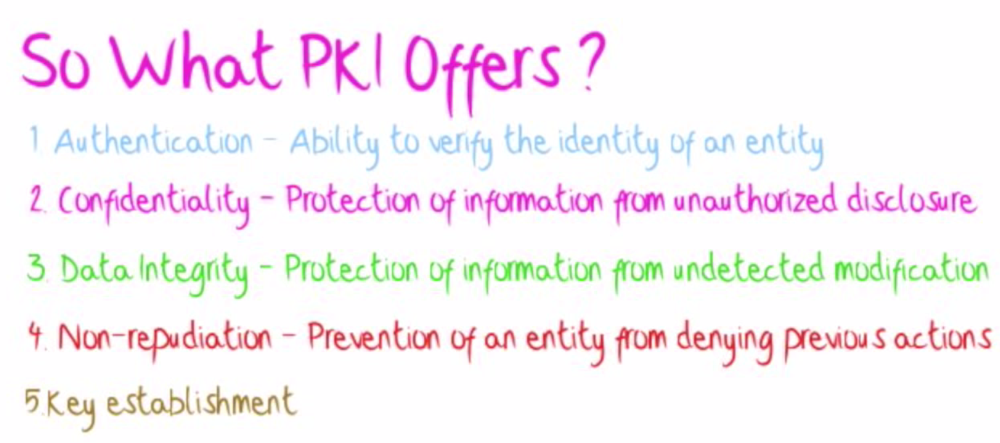 So What PKI Offers?
1. Authentication - Ability to verify the identity of an entity
2. Confidentiality - Protection of information from unauthorized disclosure
3. Data Integrity - Protection of information from undetected modification
4. Non-repudiation - Prevention of an entity from denying previous actions
5. Key establishment